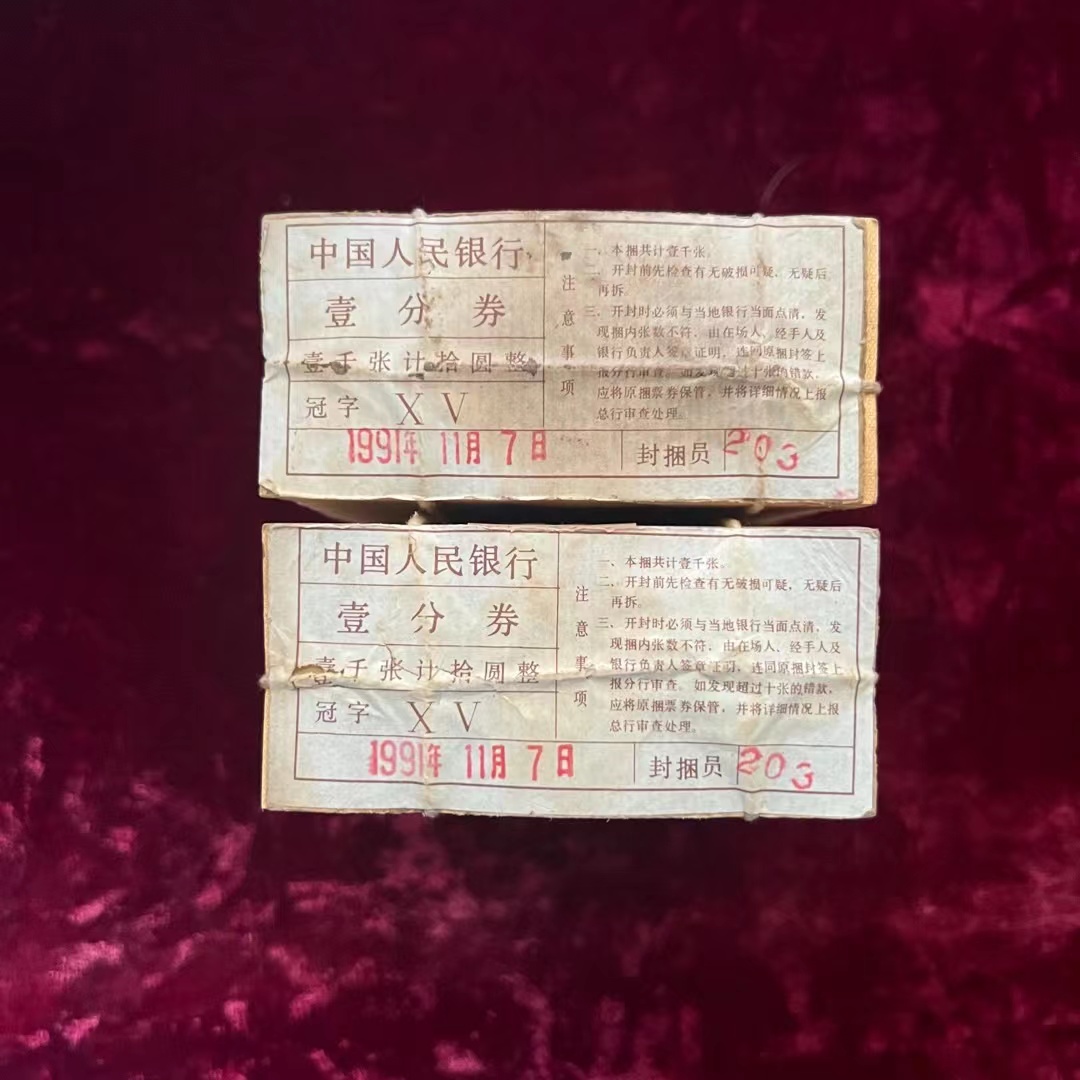 中国人民银行
壹分券
壹千张计拾圆整
冠字 XV
注意事项
一、本捆共计壹千张。
二、开封前先检查有无破损可疑，无疑后
再拆。
三、开封时必须与当地银行当面点清，发
现捆内张数不符，由在场人、经手人及
银行负责人签章证明，连同原捆封签上
报分行审查。如发现超过十张的错款，
应将原捆票券保管，并将详细情况上报
总行审查处理。
1991年 11月 7日
封捆员 203
中国人民银行
壹分券
壹千张计拾圆整
冠字 XV
注意事项
一、本捆共计壹千张。
二、开封前先检查有无破损可疑，无疑后
再拆。
三、开封时必须与当地银行当面点清，发
现捆内张数不符，由在场人、经手人及
银行负责人签章证明，连同原捆封签上
报分行审查。如发现超过十张的错款，
应将原捆票券保管，并将详细情况上报
总行审查处理。
1991年 11月 7日
封捆员 203